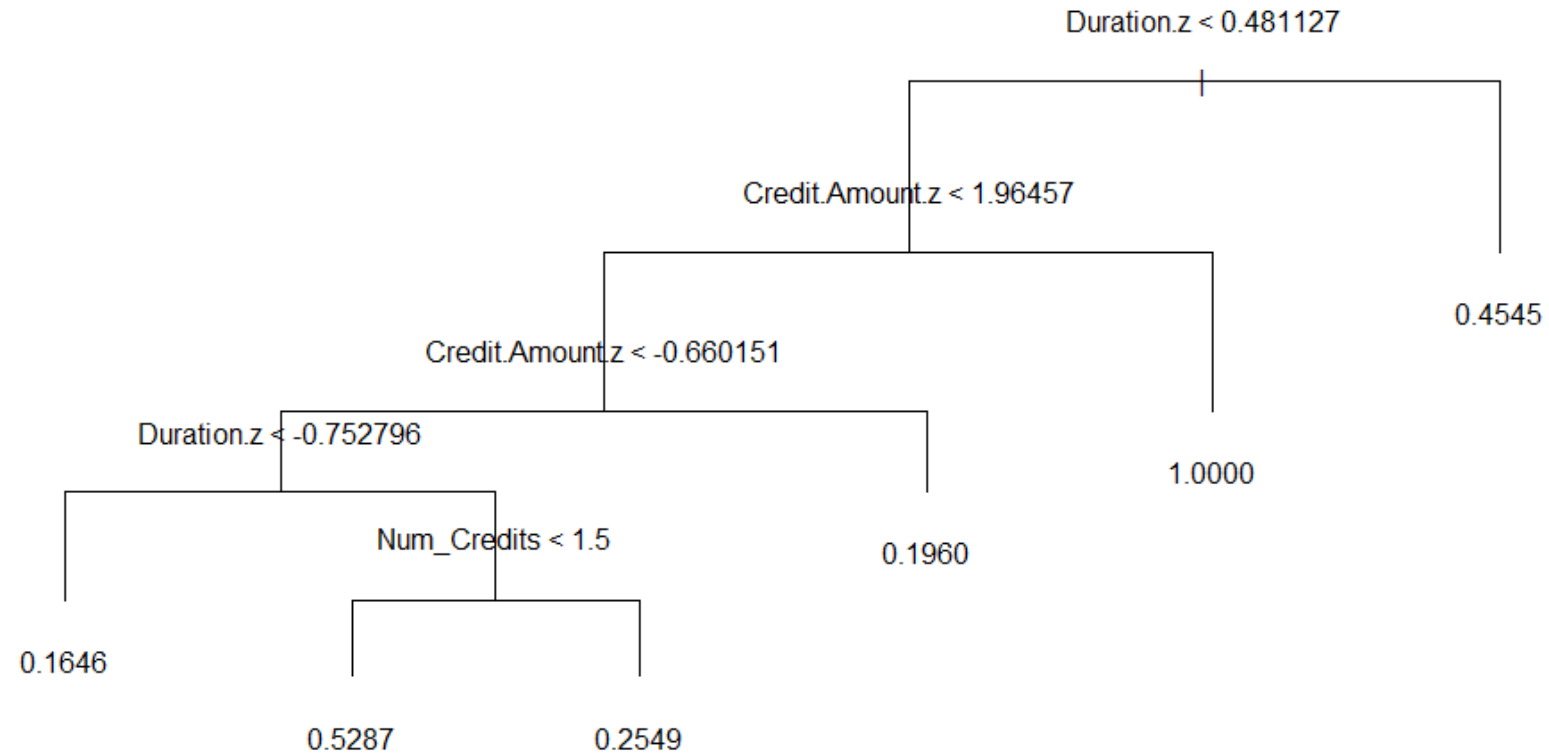 Duration.z < 0.481127
Credit.Amount.z < 1.96457
0.4545
Credit.Amount.z < -0.660151
Duration.z < -0.752796
1.0000
Num_Credits < 1.5
0.1960
0.1646
0.5287
0.2549